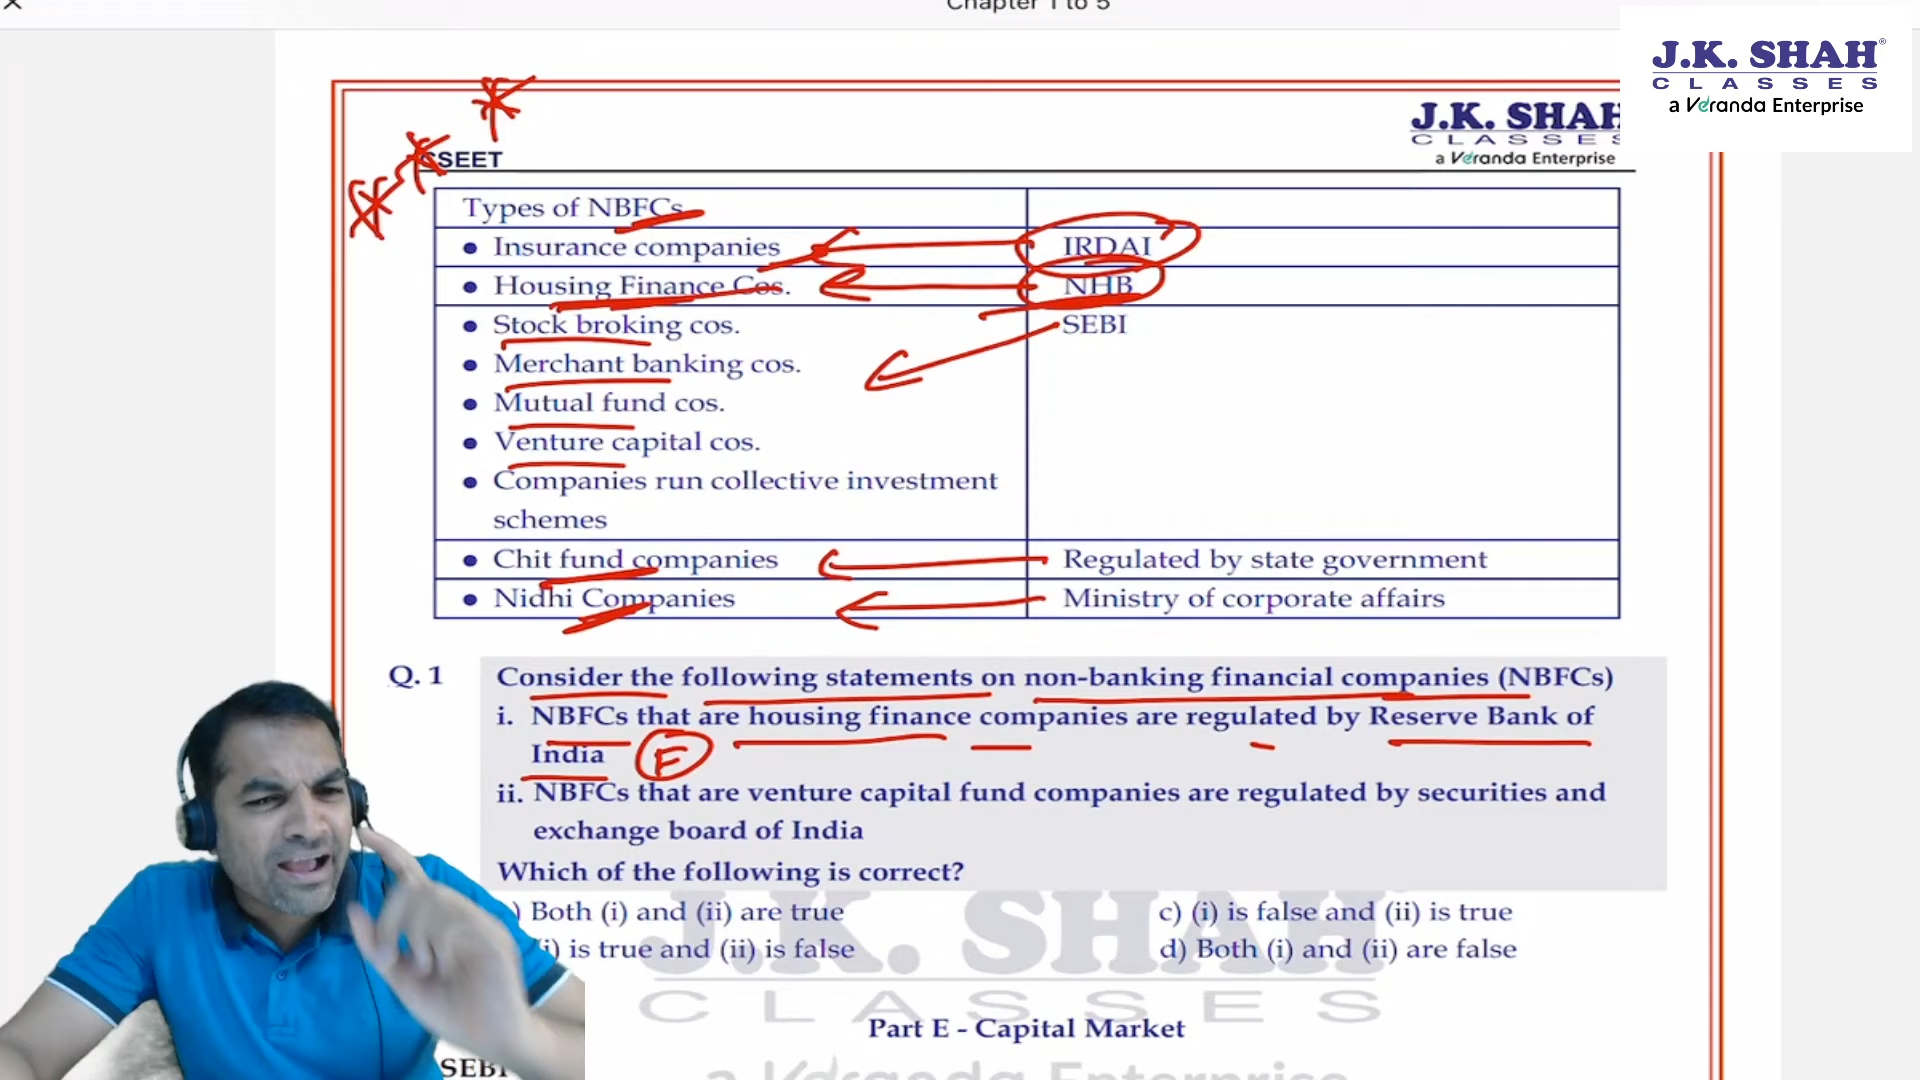 Chapter 1 to 5
J.K. SHAH®
CLASSES
a Veranda Enterprise
J.K. SHAH
CLASSES
a Veranda Enterprise
CSEET
Types of NBFCs
● Insurance companies IRDAI
● Housing Finance Cos. NHB
● Stock broking cos. SEBI
● Merchant banking cos.
● Mutual fund cos.
● Venture capital cos.
● Companies run collective investment
schemes
● Chit fund companies Regulated by state government
● Nidhi Companies Ministry of corporate affairs
Q. 1 Consider the following statements on non-banking financial companies (NBFCs)
i. NBFCs that are housing finance companies are regulated by Reserve Bank of
India F
ii. NBFCs that are venture capital fund companies are regulated by securities and
exchange board of India
Which of the following is correct?
) Both (i) and (ii) are true c) (i) is false and (ii) is true
i) is true and (ii) is false d) Both (i) and (ii) are false
J.K. SHAH
CLASSES
Part E - Capital Market
SEBI
a Veranda Enterprise